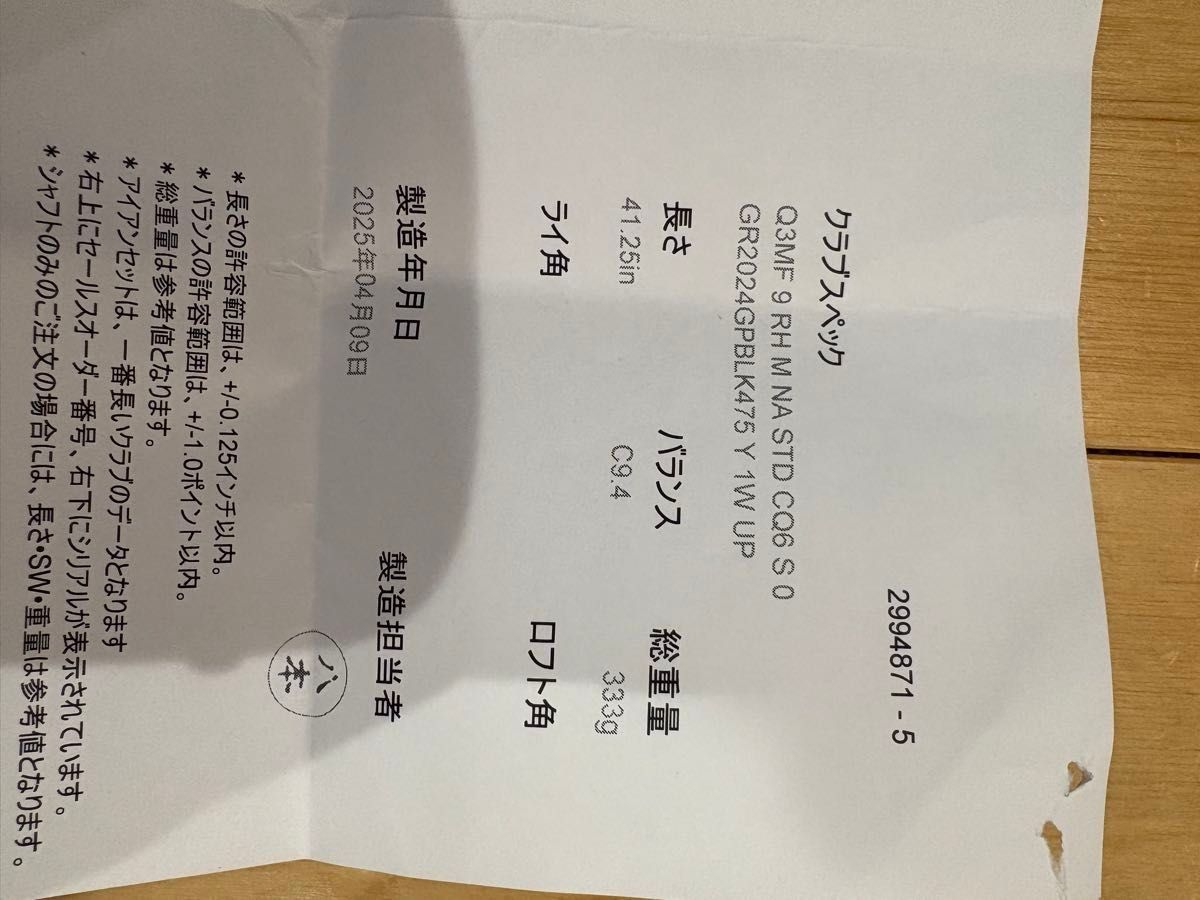 2994871 - 5
クラブスペック
Q3MF 9 RH M NA STD CQ6 S 0
GR2024GPBLK475 Y 1W UP
長さ バランス 総重量
41.25in C9.4 333g
ライ角 ロフト角
製造年月日 製造担当者
2025年04月09日 八本
*長さの許容範囲は、+/-0.125インチ以内。
*バランスの許容範囲は、+/-1.0ポイント以内。
*総重量は参考値となります。
*アイアンセットは、一番長いクラブのデータとなります
*右上にセールスオーダー番号、右下にシリアルが表示されています。
*シャフトのみのご注文の場合には、長さ・SW・重量は参考値となります。